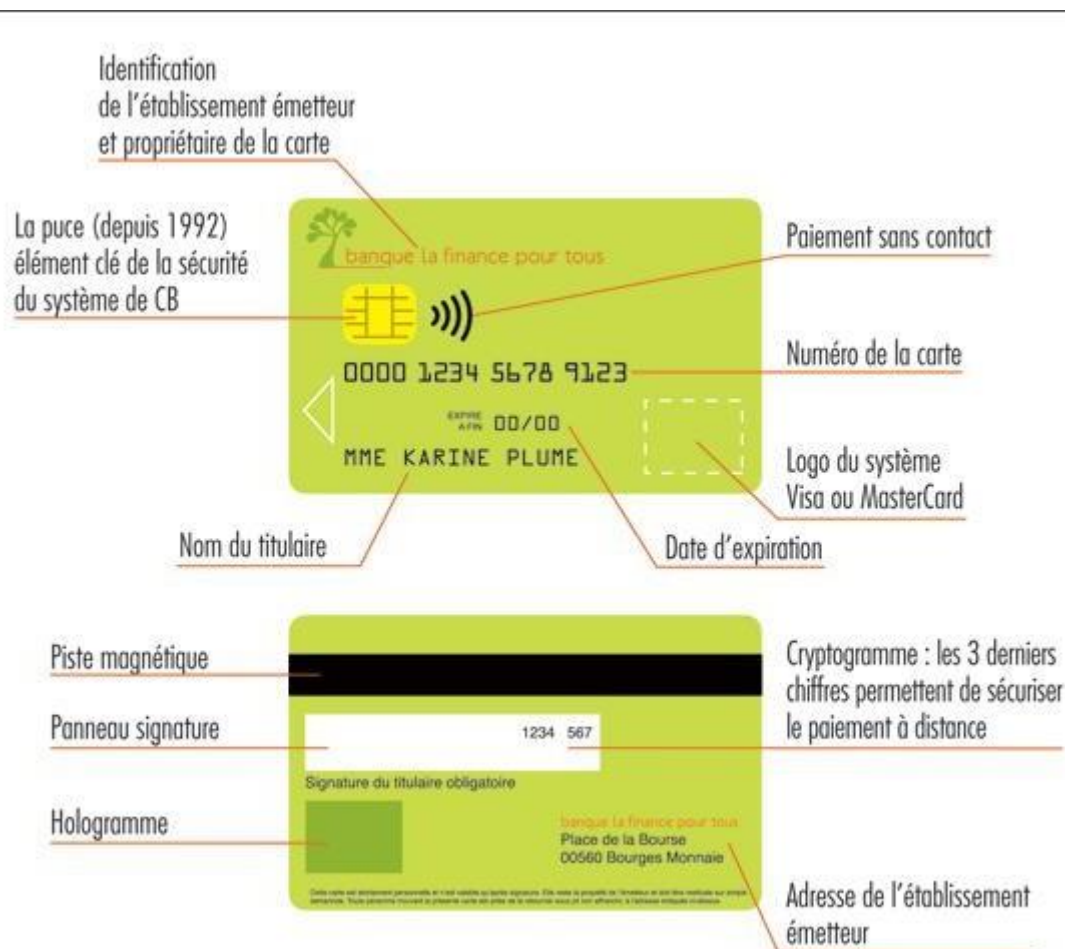 Identification
de l'établissement émetteur
et propriétaire de la carte
La puce (depuis 1992)
élément clé de la sécurité
du système de CB
banque la finance pour tous
Paiement sans contact
0000 1234 5678 9123
Numéro de la carte
EXPIRE
A FIN
00/00
MME KARINE PLUME
Logo du système
Visa ou MasterCard
Nom du titulaire
Date d'expiration
Piste magnétique
Cryptogramme : les 3 derniers
chiffres permettent de sécuriser
le paiement à distance
Panneau signature
1234 567
Signature du titulaire obligatoire
Hologramme
banque la finance pour tous
Place de la Bourse
00560 Bourges Monnaie
Adresse de l'établissement
émetteur